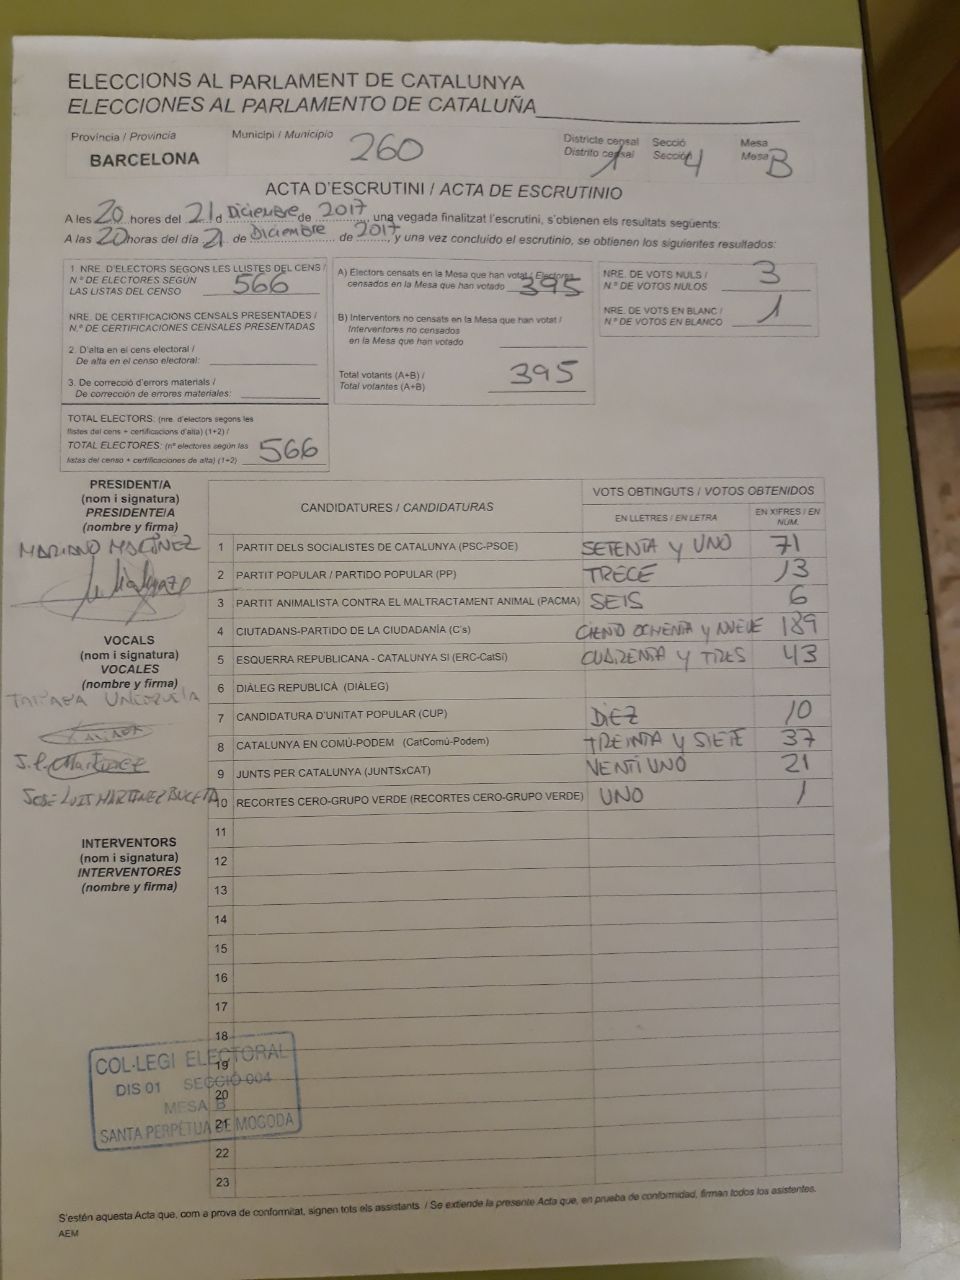 ELECCIONS AL PARLAMENT DE CATALUNYA
ELECCIONES AL PARLAMENTO DE CATALUÑA
Província / Provincia
BARCELONA
Municipi / Municipio
260
Districte censal
Distrito censal
1
Secció
Sección
4
Mesa
Mesa
B
ACTA D'ESCRUTINI / ACTA DE ESCRUTINIO
A les 20 hores del 21 d Diciembre de 2017, una vegada finalitzat l'escrutini, s'obtienen els resultats següents:
A las 20 horas del día 21 de Diciembre de 2017, y una vez concluido el escrutinio, se obtienen los siguientes resultados:
1. NRE. D'ELECTORS SEGONS LES LLISTES DEL CENS /
N.º DE ELECTORES SEGÚN
LAS LISTAS DEL CENSO 566
NRE. DE CERTIFICACIONS CENSALS PRESENTADES /
N.º DE CERTIFICACIONES CENSALES PRESENTADAS
2. D'alta en el cens electoral /
De alta en el censo electoral:
3. De correcció d'errors materials /
De corrección de errores materiales:
TOTAL ELECTORS: (nre. d'electors segons les
llistes del cens + certificacions d'alta) (1+2) /
TOTAL ELECTORES: (nº electores según las
listas del censo + certificaciones de alta) (1+2) 566
A) Electors censats en la Mesa que han votat / Electores
censados en la Mesa que han votado 395
B) Interventors no censats en la Mesa que han votat /
Interventores no censados
en la Mesa que han votado
Total votants (A+B) /
Total votantes (A+B) 395
NRE. DE VOTS NULS /
N.º DE VOTOS NULOS 3
NRE. DE VOTS EN BLANC /
N.º DE VOTOS EN BLANCO 1
PRESIDENT/A
(nom i signatura)
PRESIDENTE/A
(nombre y firma)
MARIANO MARTINEZ
VOCALS
(nom i signatura)
VOCALES
(nombre y firma)
J.L. Martinez
JOSE LUIS MARTINEZ BUCETA
INTERVENTORS
(nom i signatura)
INTERVENTORES
(nombre y firma)
CANDIDATURES / CANDIDATURAS
VOTS OBTINGUTS / VOTOS OBTENIDOS
EN LLETRES / EN LETRA
EN XIFRES / EN NÚM.
1 PARTIT DELS SOCIALISTES DE CATALUNYA (PSC-PSOE) SETENTA y UNO 71
2 PARTIT POPULAR / PARTIDO POPULAR (PP) TRECE 13
3 PARTIT ANIMALISTA CONTRA EL MALTRACTAMENT ANIMAL (PACMA) SEIS 6
4 CIUTADANS-PARTIDO DE LA CIUDADANÍA (C's) CIENTO OCHENTA y NUEVE 189
5 ESQUERRA REPUBLICANA - CATALUNYA SI (ERC-CatSí) CUARENTA y TRES 43
6 DIÀLEG REPUBLICÀ (DIÀLEG)
7 CANDIDATURA D'UNITAT POPULAR (CUP) DIEZ 10
8 CATALUNYA EN COMÚ-PODEM (CatComú-Podem) TREINTA y SIETE 37
9 JUNTS PER CATALUNYA (JUNTSxCAT) VENTIUNO 21
10 RECORTES CERO-GRUPO VERDE (RECORTES CERO-GRUPO VERDE) UNO 1
11
12
13
14
15
16
17
18
19
20
21
22
23
COL·LEGI ELECTORAL
DIS 01 SECCIÓ 004
MESA B
SANTA PERPETUA DE MOGODA
S'estén aquesta Acta que, com a prova de conformitat, signen tots els assistants. / Se extiende la presente Acta que, en prueba de conformidad, firman todos los asistentes.
AEM